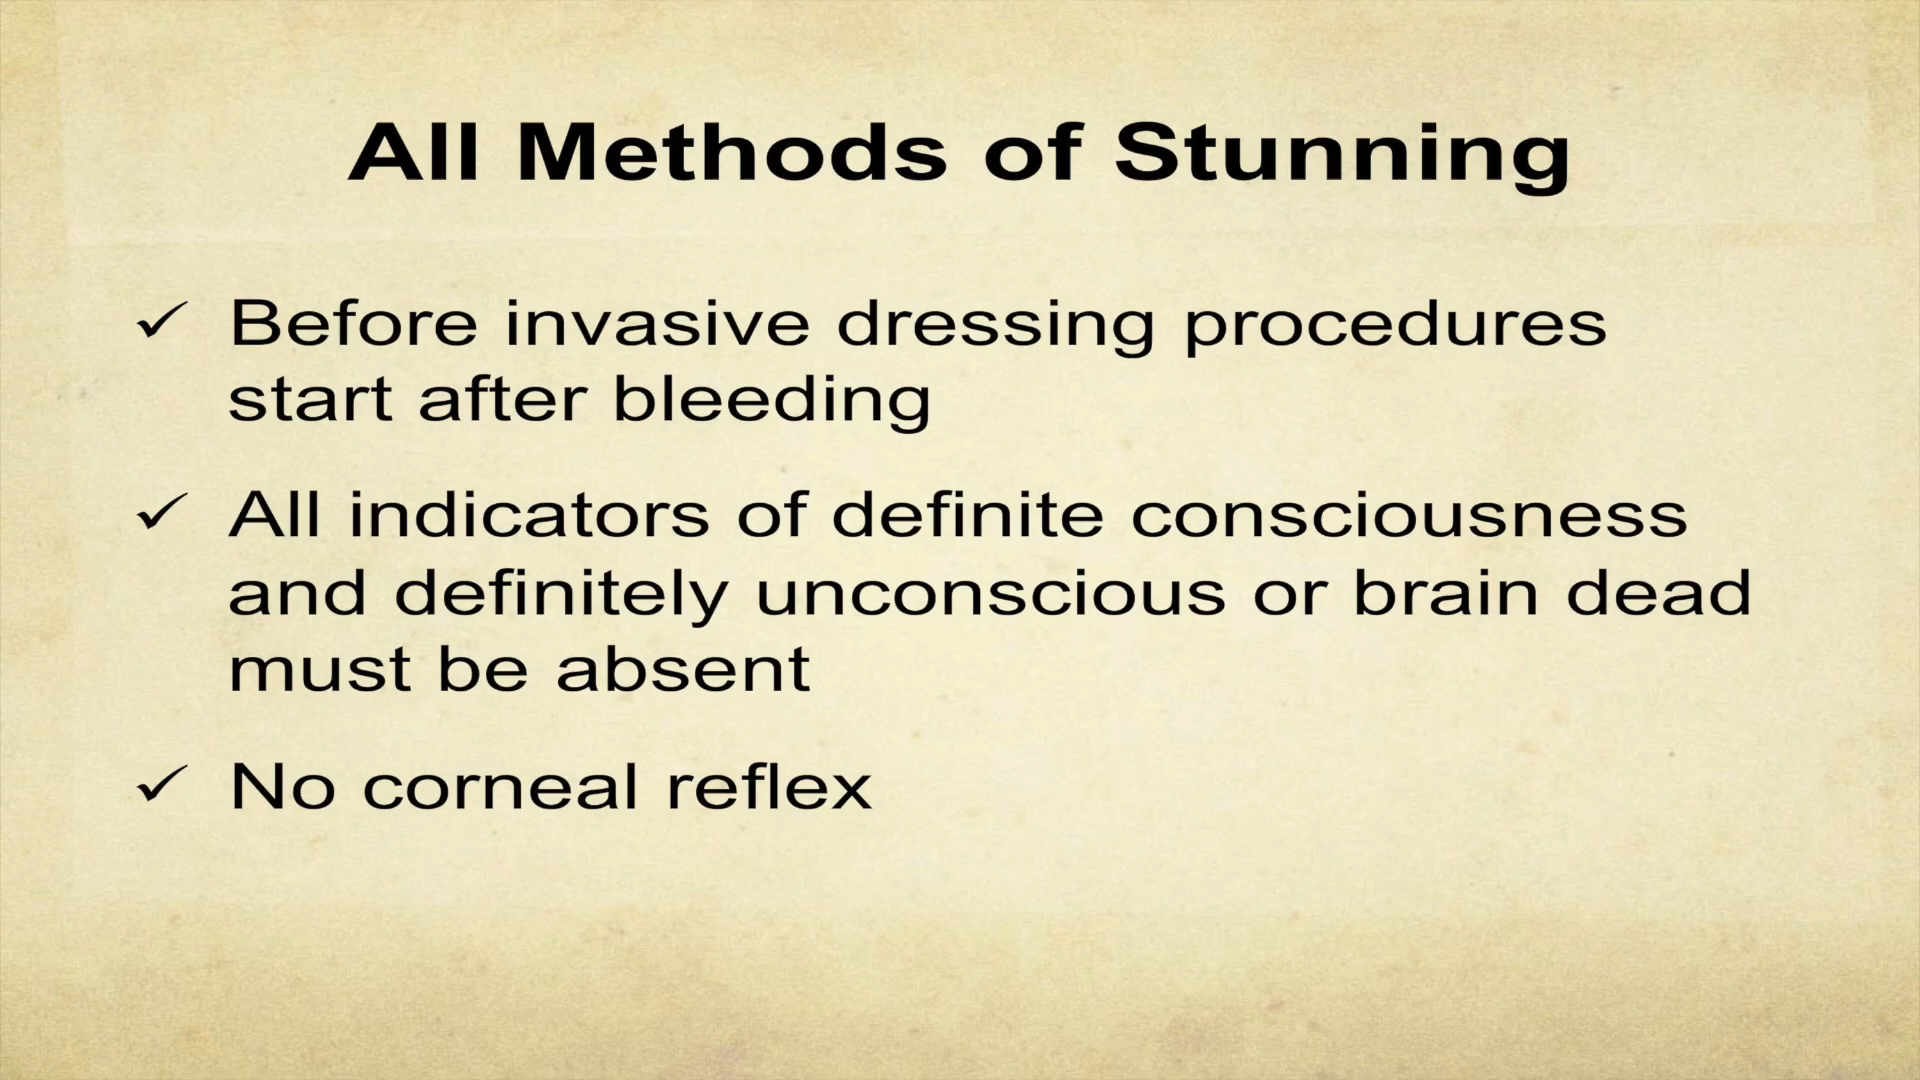 All Methods of Stunning
✓ Before invasive dressing procedures
start after bleeding
✓ All indicators of definite consciousness
and definitely unconscious or brain dead
must be absent
✓ No corneal reflex